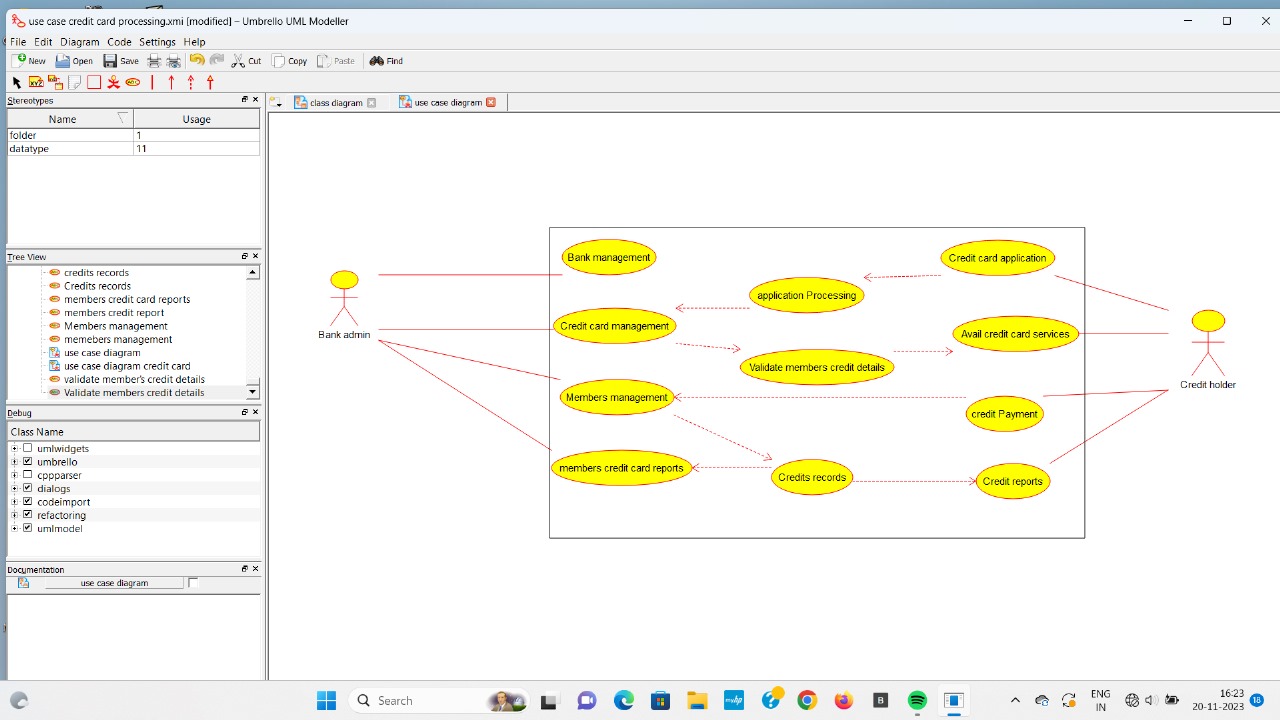 use case credit card processing.xmi [modified] – Umbrello UML Modeller
File Edit Diagram Code Settings Help
New Open Save Cut Copy Paste Find
XYZ
Stereotypes
class diagram use case diagram
Name Usage
folder 1
datatype 11
Tree View
credits records
Credits records
members credit card reports
members credit report
Members management
memebers management
use case diagram
use case diagram credit card
validate member's credit details
Validate members credit details
Debug
Class Name
umlwidgets
umbrello
cppparser
dialogs
codeimport
refactoring
umlmodel
Documentation
use case diagram
Bank management
Credit card application
application Processing
Bank admin
Credit card management
Avail credit card services
Validate members credit details
Credit holder
Members management
credit Payment
members credit card reports
Credits records
Credit reports
Search
myhp
B
ENG
IN
16:23
20-11-2023
18